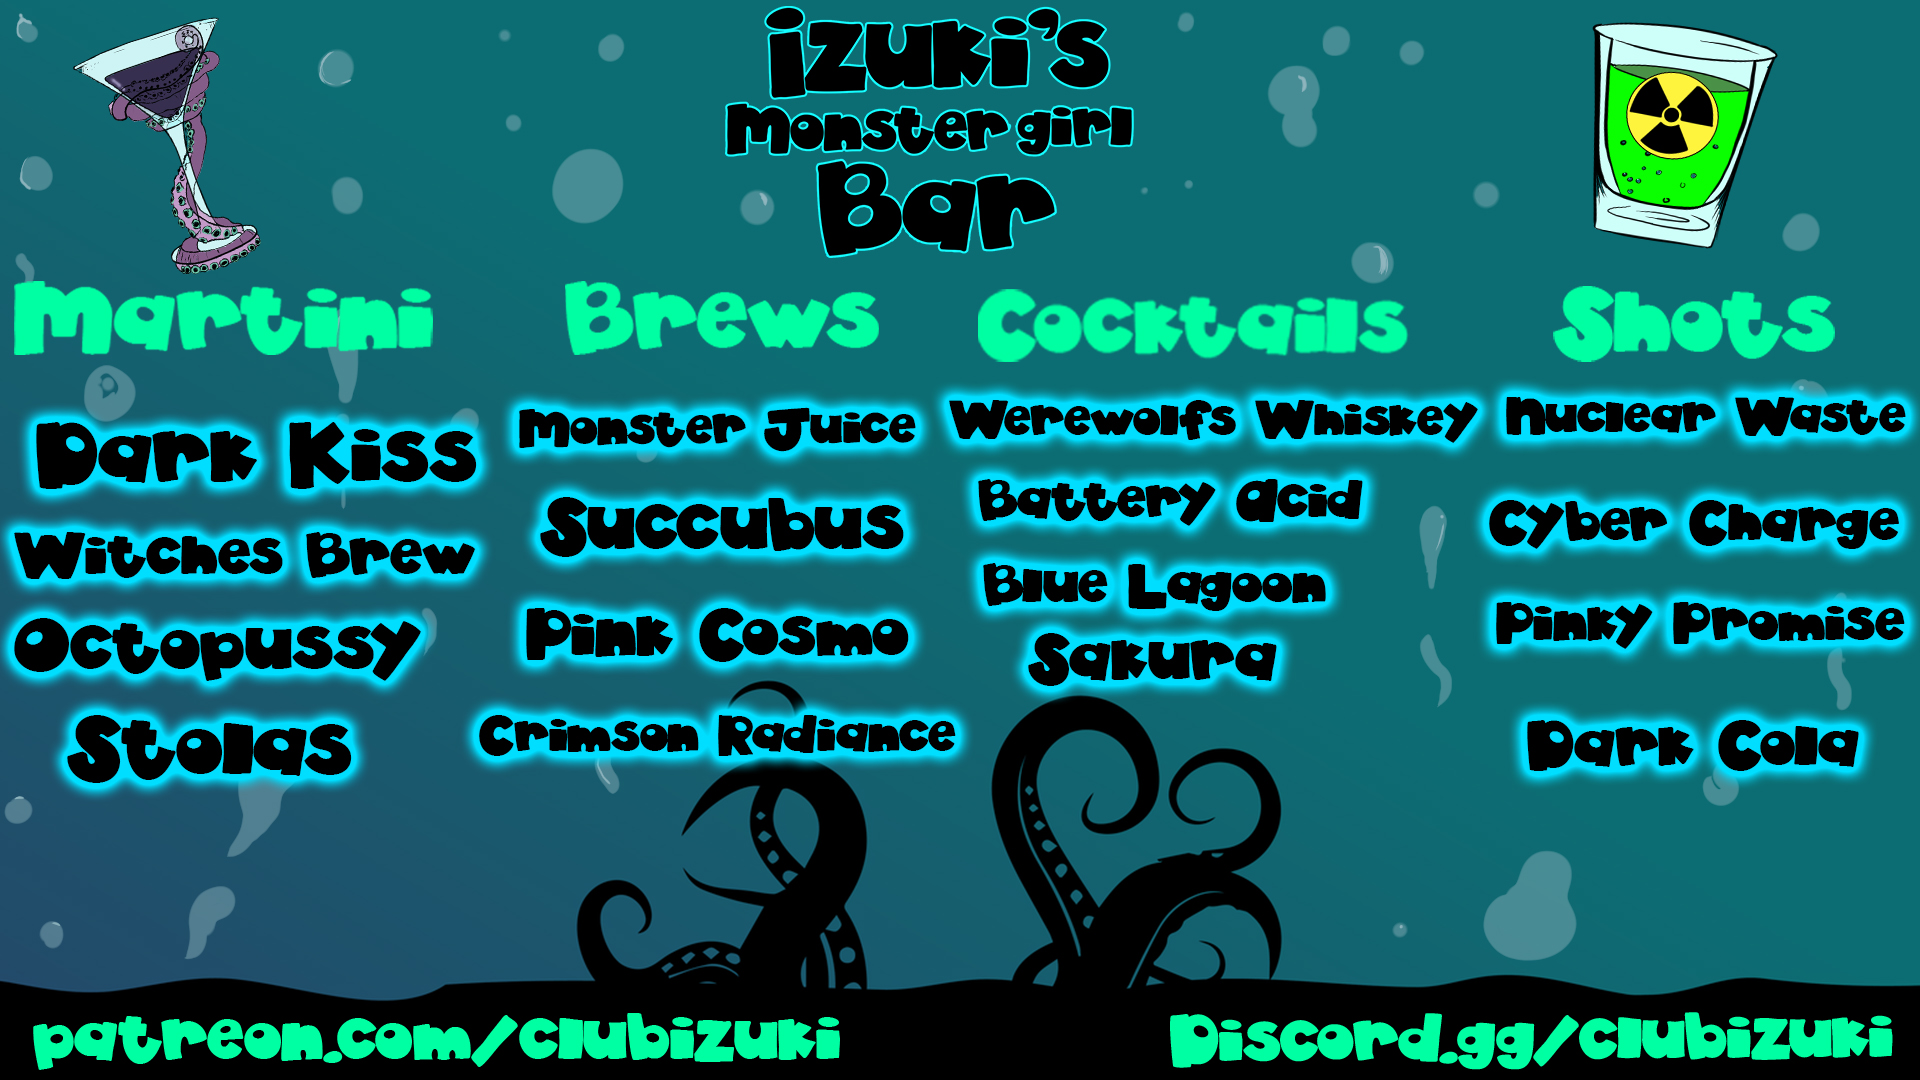 izuki's
monster girl
Bar
Martini
Dark Kiss
Witches Brew
Octopussy
Stolas
Brews
Monster Juice
Succubus
Pink Cosmo
Crimson Radiance
Cocktails
Werewolfs Whiskey
Battery Acid
Blue Lagoon
Sakura
Shots
Nuclear Waste
Cyber Charge
Pinky Promise
Dark Cola
patreon.com/clubizuki
Discord.gg/clubizuki